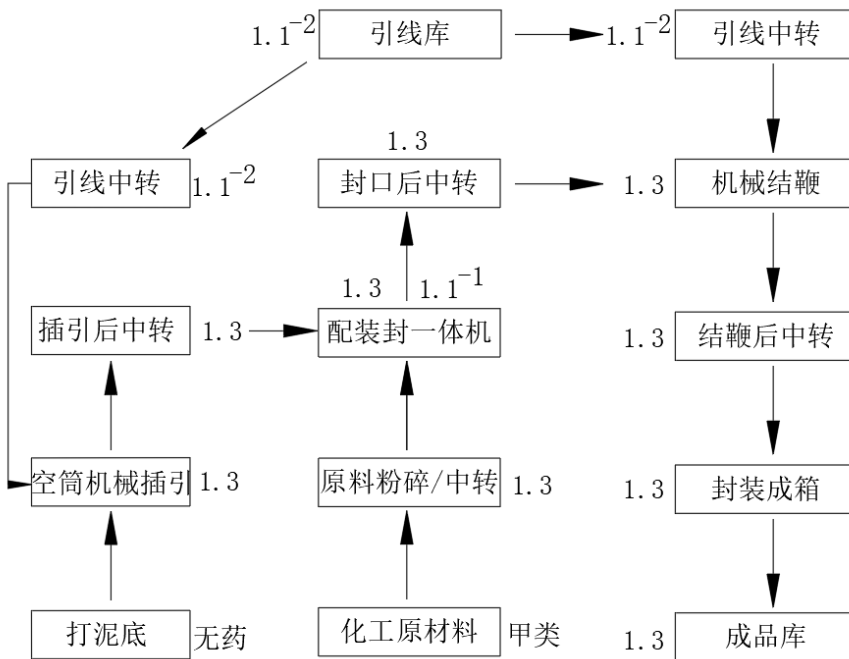 1.1⁻² 引线库 1.1⁻² 引线中转
1.3
引线中转 1.1⁻² 封口后中转 1.3 机械结鞭
1.3 1.1⁻¹
插引后中转 1.3 配装封一体机 1.3 结鞭后中转
空筒机械插引 1.3 原料粉碎/中转 1.3 1.3 封装成箱
打泥底 无药 化工原材料 甲类 1.3 成品库